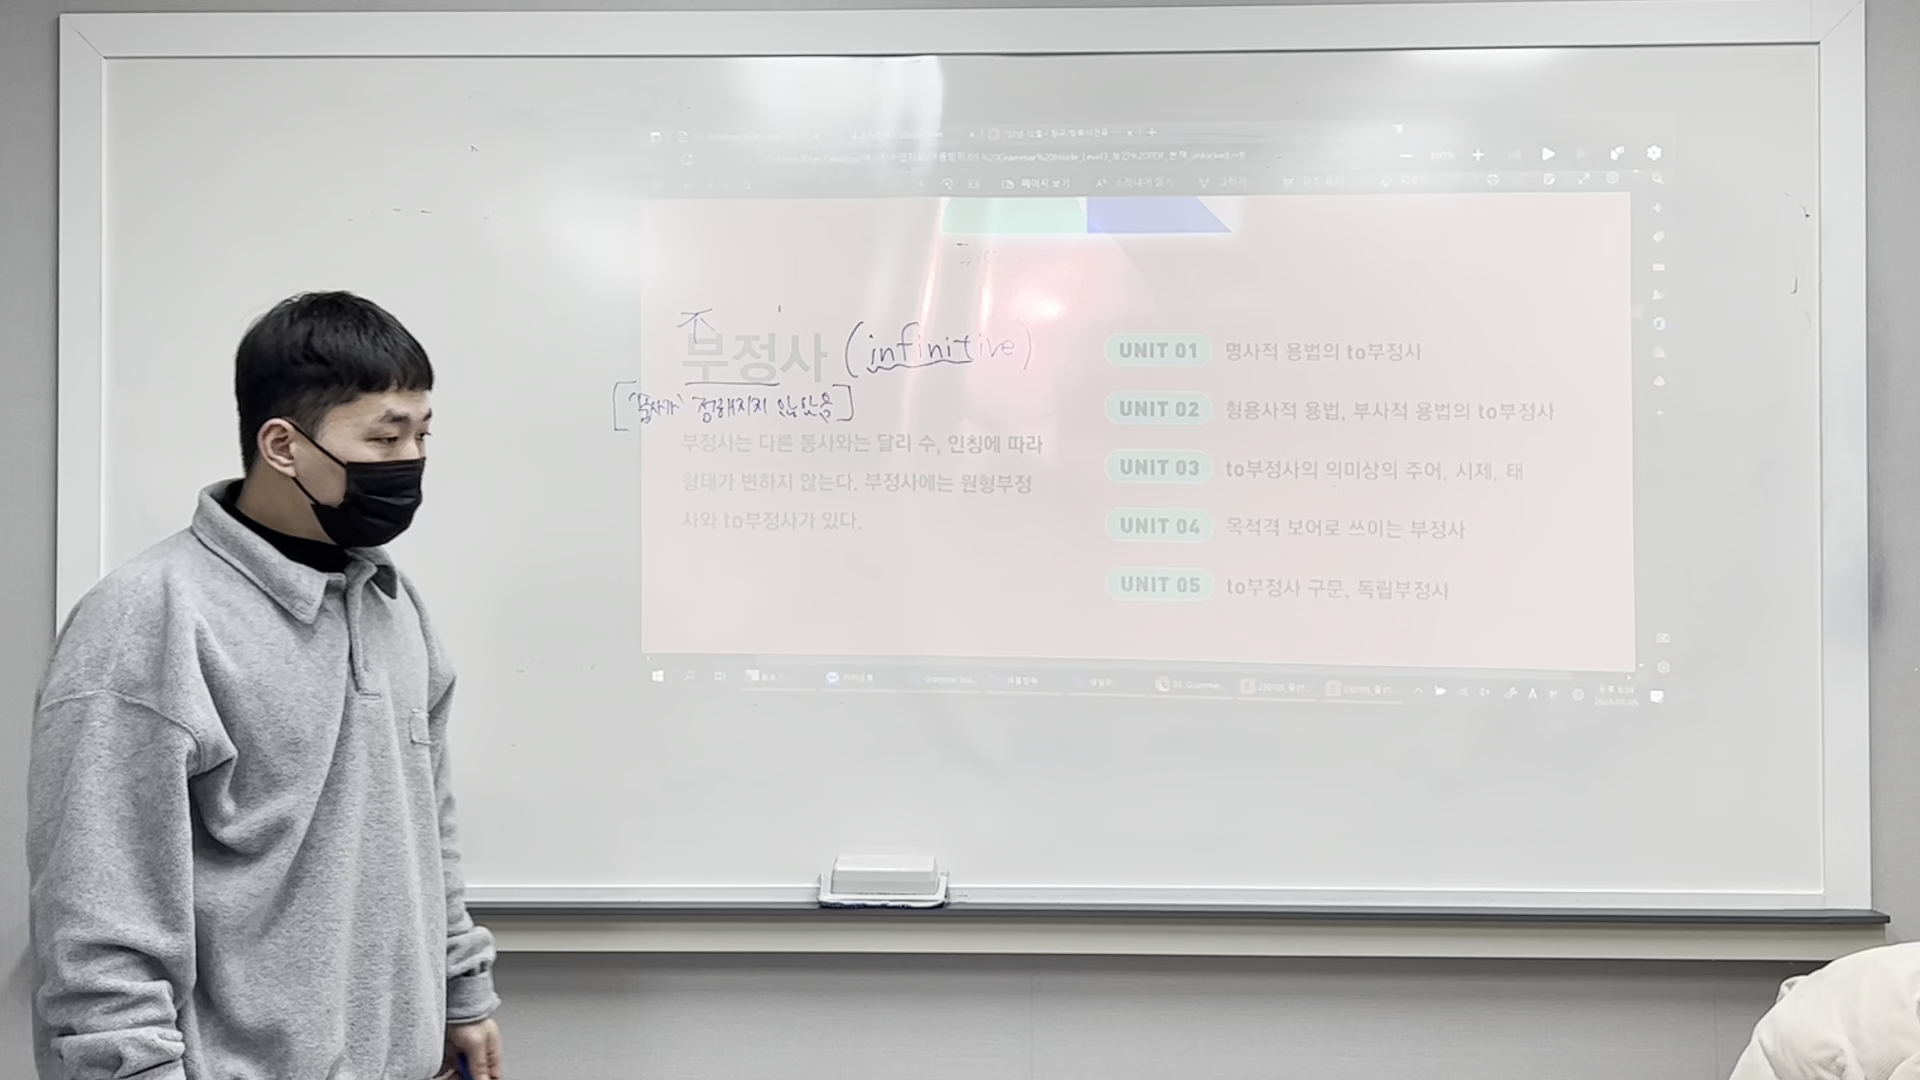 페이지 보기
不
부정사 (infinitive)
['품사가' 정해지지 않았음]
부정사는 다른 동사와는 달리 수, 인칭에 따라
형태가 변하지 않는다. 부정사에는 원형부정
사와 to부정사가 있다.
UNIT 01 명사적 용법의 to부정사
UNIT 02 형용사적 용법, 부사적 용법의 to부정사
UNIT 03 to부정사의 의미상의 주어, 시제, 태
UNIT 04 목적격 보어로 쓰이는 부정사
UNIT 05 to부정사 구문, 독립부정사